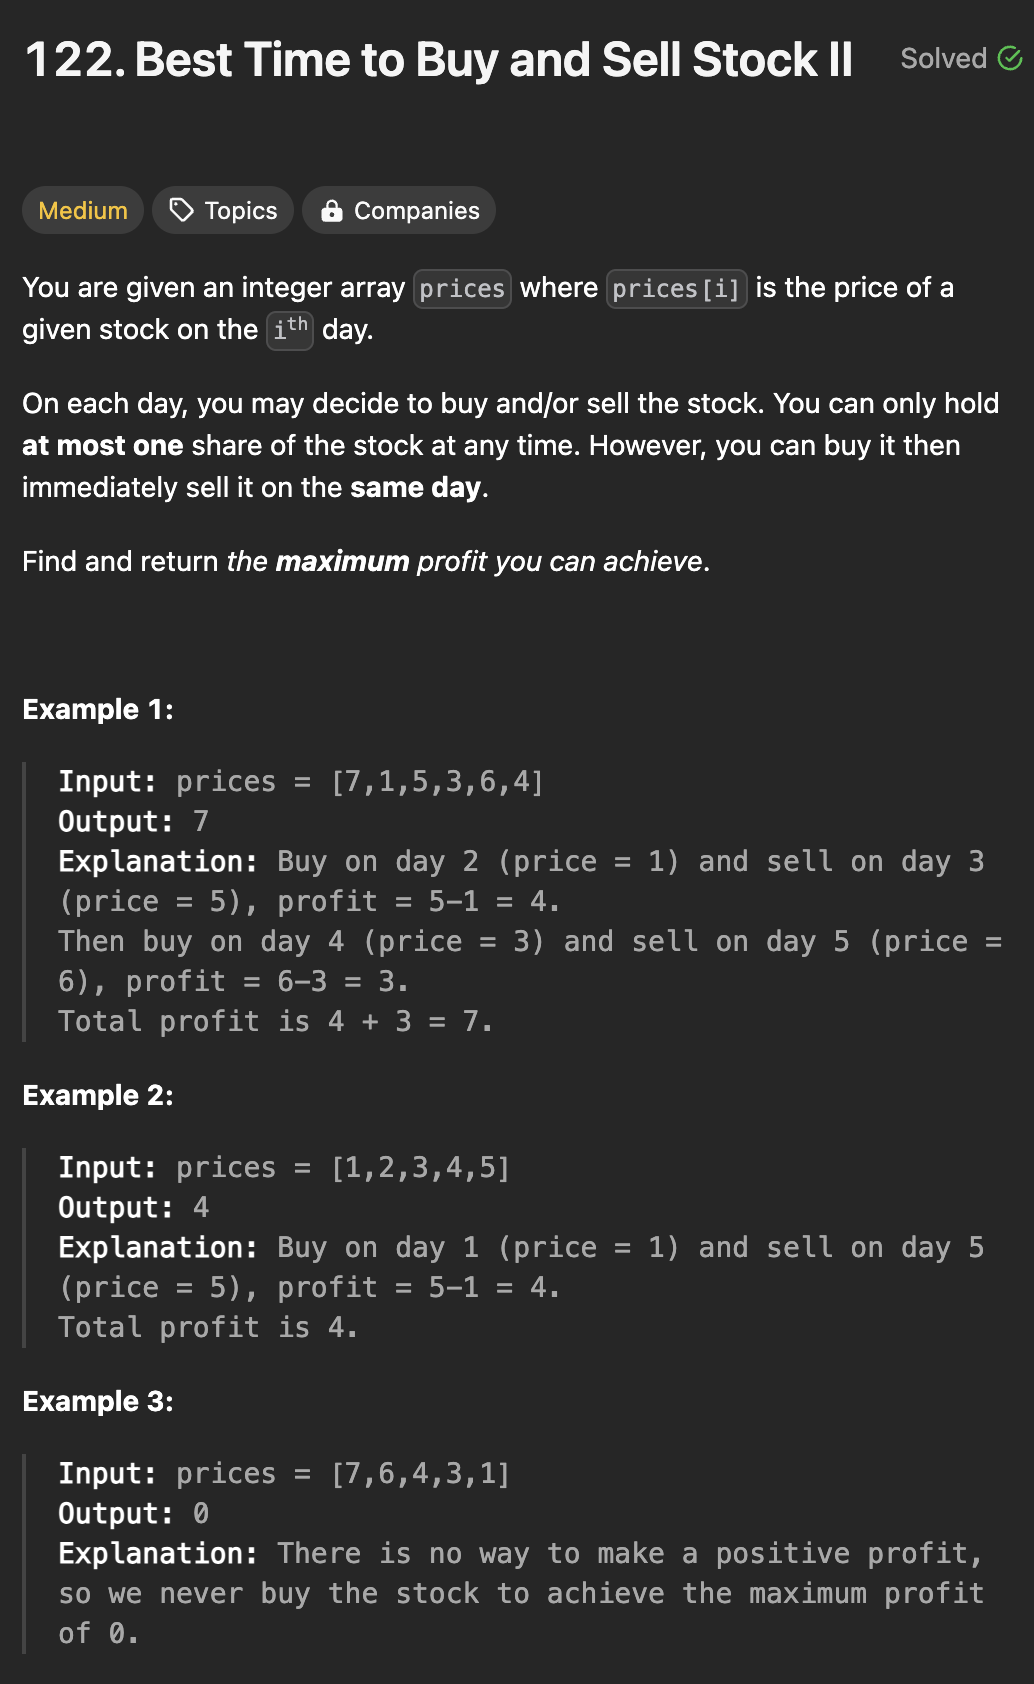 122. Best Time to Buy and Sell Stock II Solved
Medium Topics Companies
You are given an integer array prices where prices[i] is the price of a
given stock on the ith day.
On each day, you may decide to buy and/or sell the stock. You can only hold
at most one share of the stock at any time. However, you can buy it then
immediately sell it on the same day.
Find and return the maximum profit you can achieve.
Example 1:
Input: prices = [7,1,5,3,6,4]
Output: 7
Explanation: Buy on day 2 (price = 1) and sell on day 3
(price = 5), profit = 5-1 = 4.
Then buy on day 4 (price = 3) and sell on day 5 (price =
6), profit = 6-3 = 3.
Total profit is 4 + 3 = 7.
Example 2:
Input: prices = [1,2,3,4,5]
Output: 4
Explanation: Buy on day 1 (price = 1) and sell on day 5
(price = 5), profit = 5-1 = 4.
Total profit is 4.
Example 3:
Input: prices = [7,6,4,3,1]
Output: 0
Explanation: There is no way to make a positive profit,
so we never buy the stock to achieve the maximum profit
of 0.